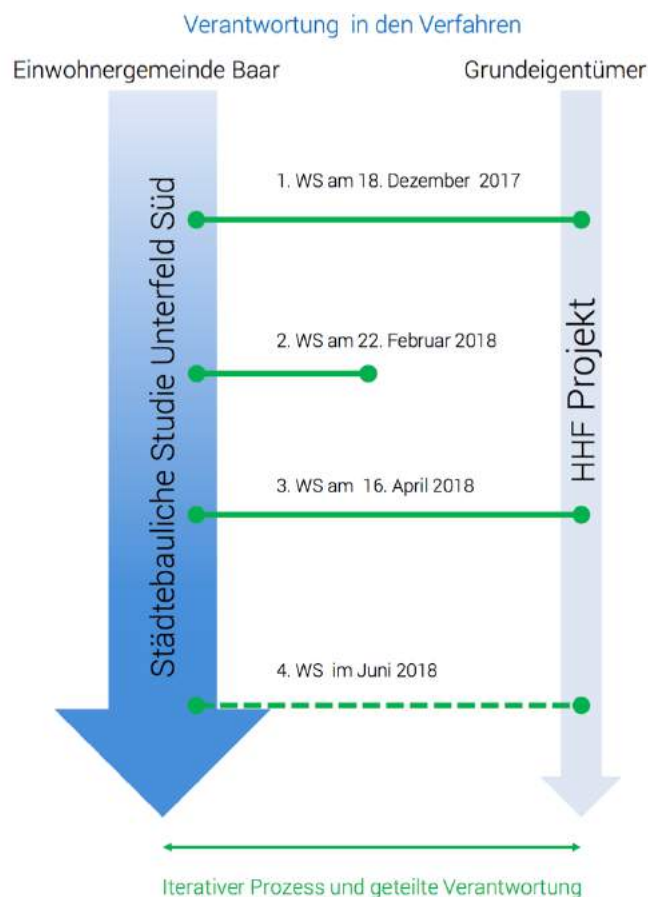 Verantwortung in den Verfahren
Einwohnergemeinde Baar
Grundeigentümer
Städtebauliche Studie Unterfeld Süd
1. WS am 18. Dezember 2017
2. WS am 22. Februar 2018
3. WS am 16. April 2018
4. WS im Juni 2018
HHF Projekt
Iterativer Prozess und geteilte Verantwortung